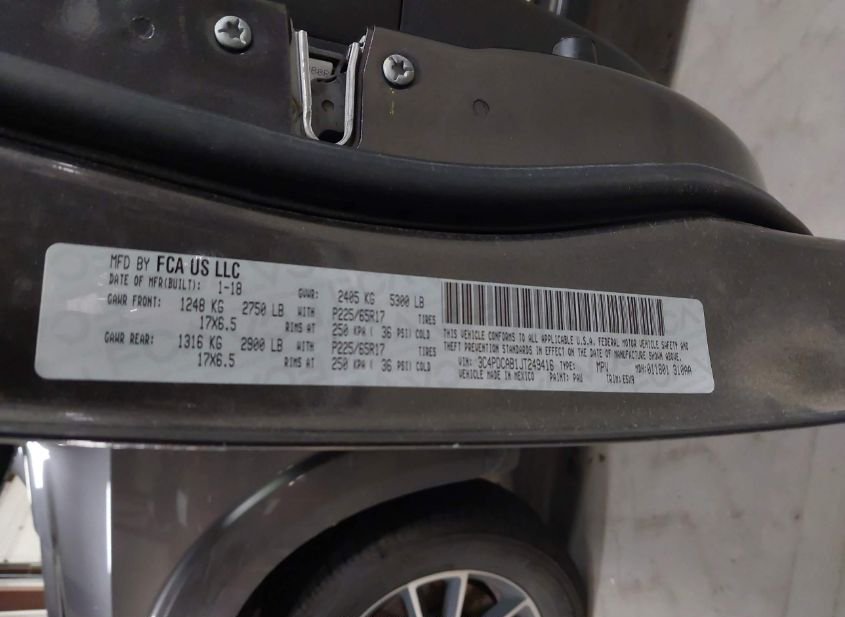 MFD BY FCA US LLC
DATE OF MFR(BUILT): 1-18 GVWR: 2405 KG 5300 LB
GAWR FRONT: 1248 KG 2750 LB WITH P225/65R17 TIRES
17X6.5 RIMS AT 250 KPA ( 36 PSI) COLD
GAWR REAR: 1316 KG 2900 LB WITH P225/65R17 TIRES
17X6.5 RIMS AT 250 KPA ( 36 PSI) COLD
THIS VEHICLE CONFORMS TO ALL APPLICABLE U.S.A. FEDERAL MOTOR VEHICLE SAFETY AND
THEFT PREVENTION STANDARDS IN EFFECT ON THE DATE OF MANUFACTURE SHOWN ABOVE.
VIN: 3C4PDCAB1JT249416 TYPE: MPV MDH: 011801 310AA
VEHICLE MADE IN MEXICO PAINT: PAU TRIM: